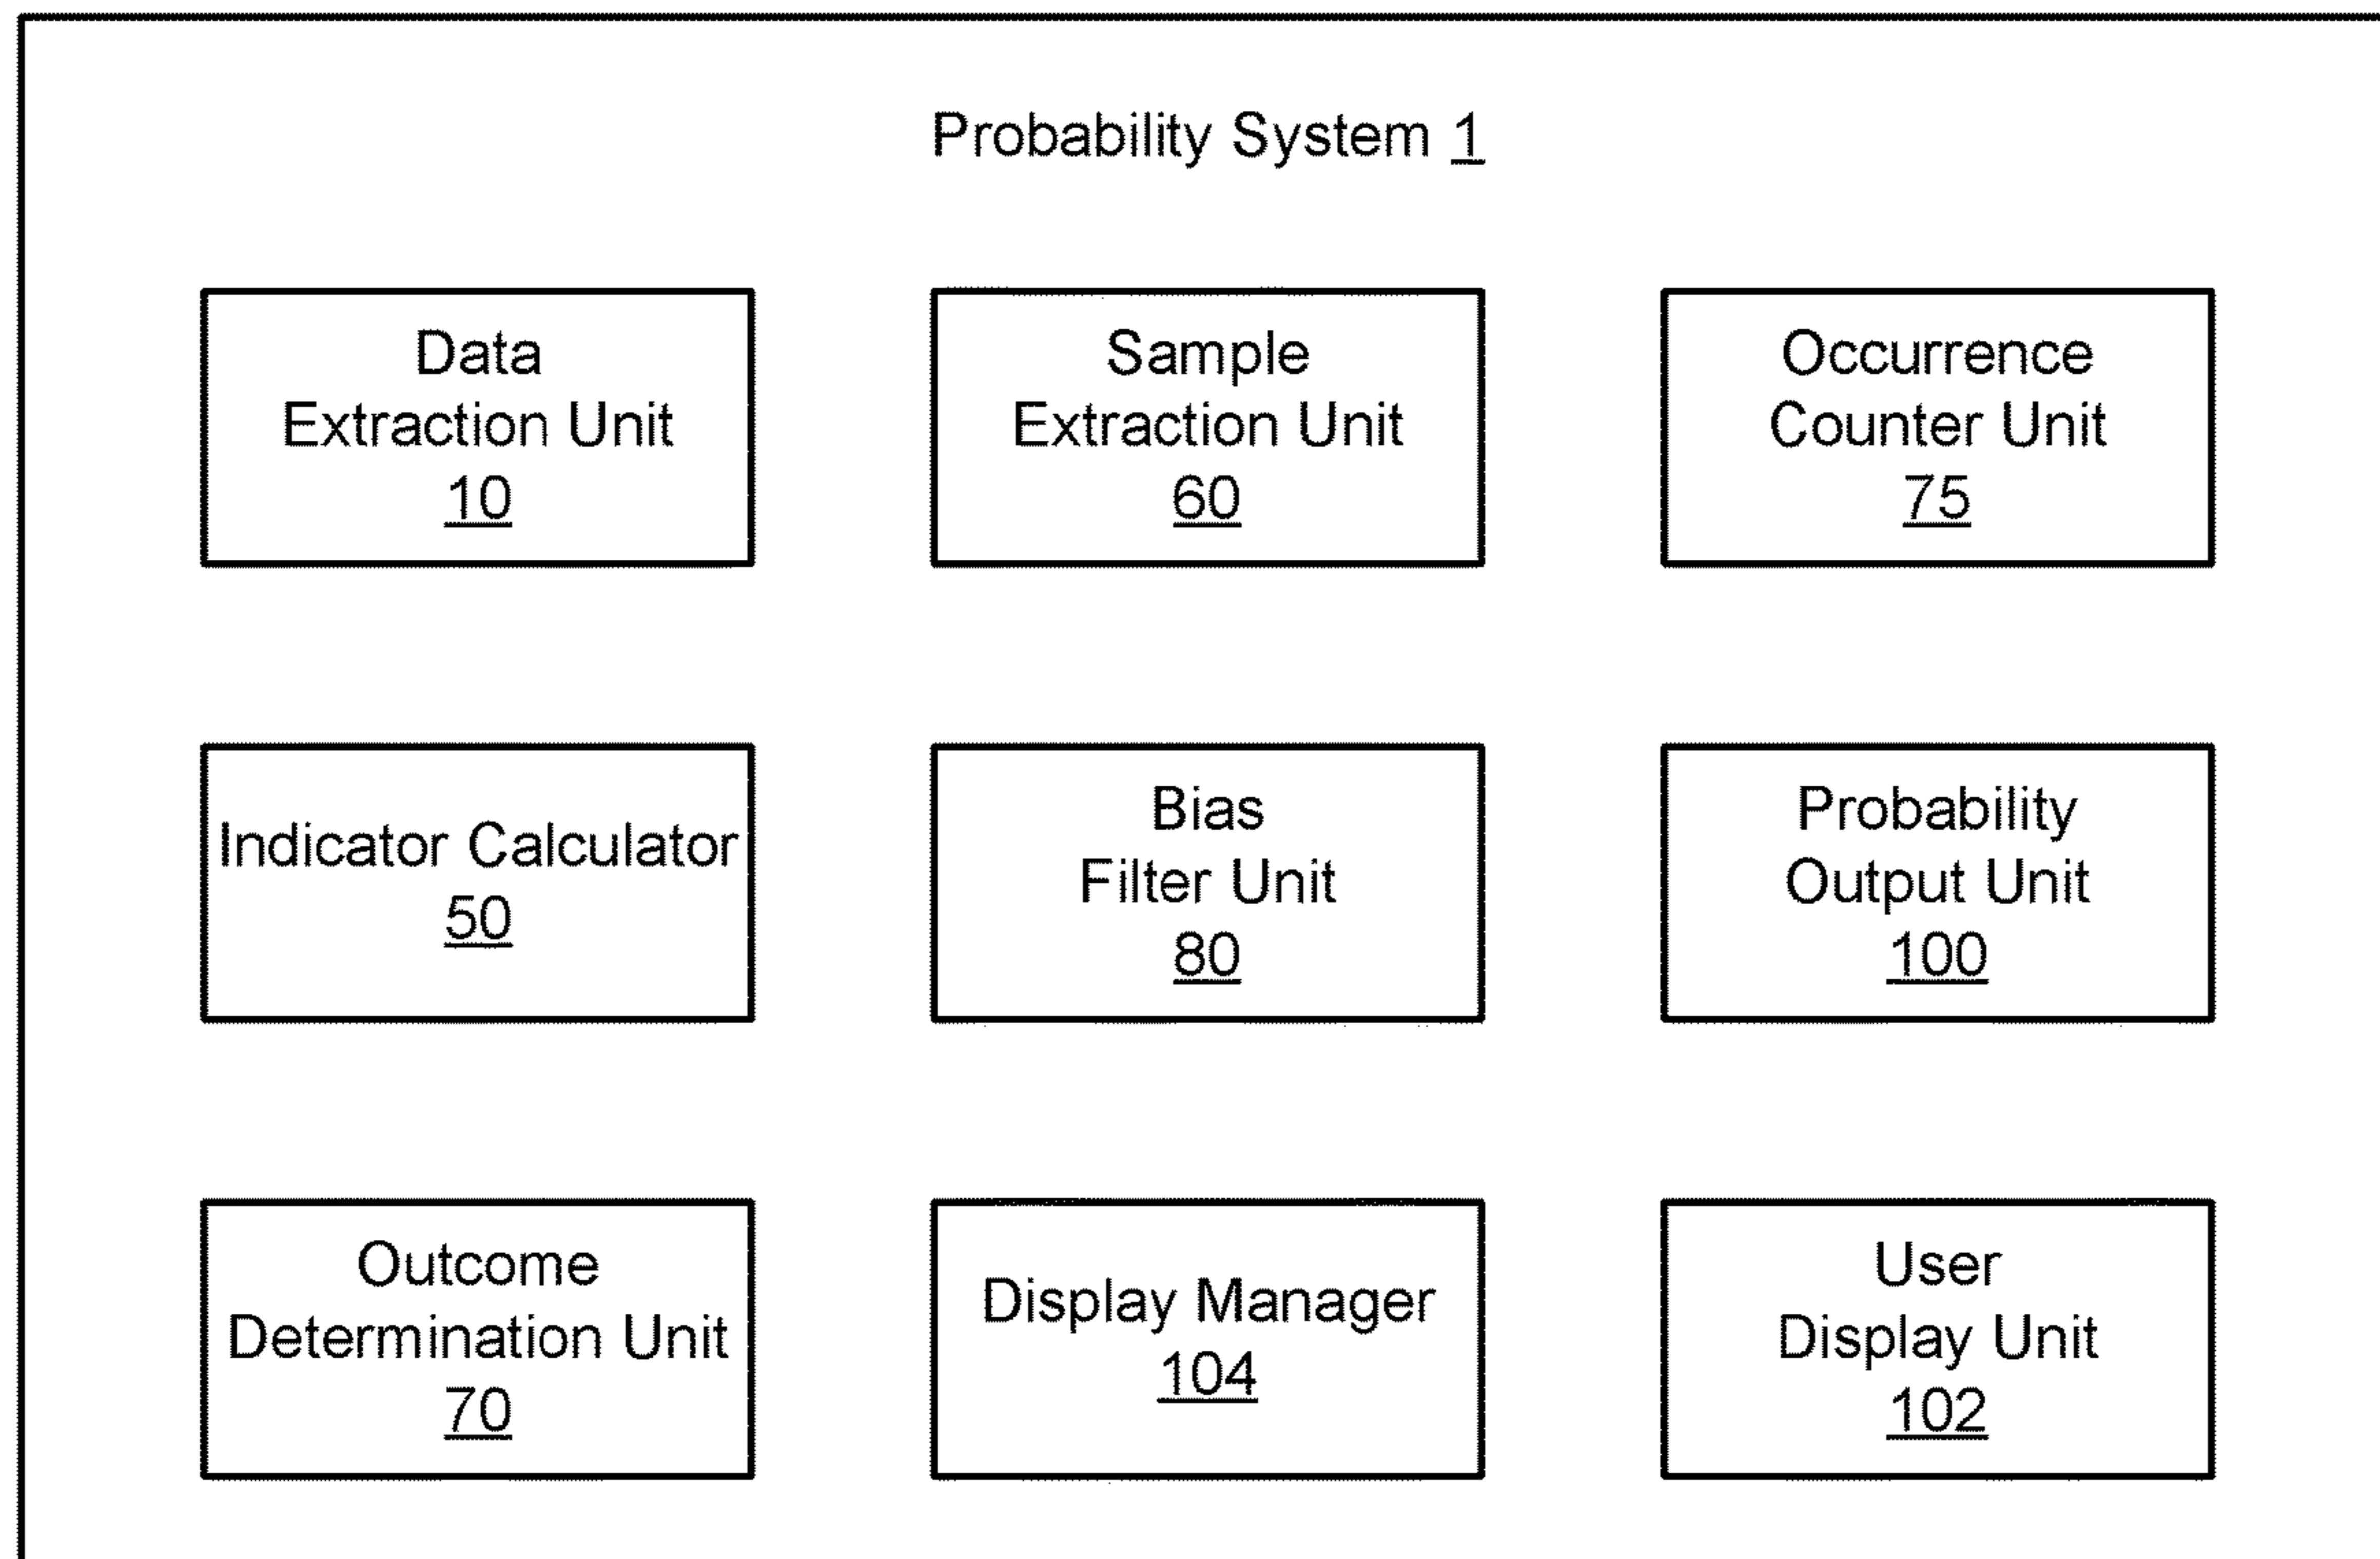 Probability System 1
Data
Extraction Unit
10
Sample
Extraction Unit
60
Occurrence
Counter Unit
75
Indicator Calculator
50
Bias
Filter Unit
80
Probability
Output Unit
100
Outcome
Determination Unit
70
Display Manager
104
User
Display Unit
102